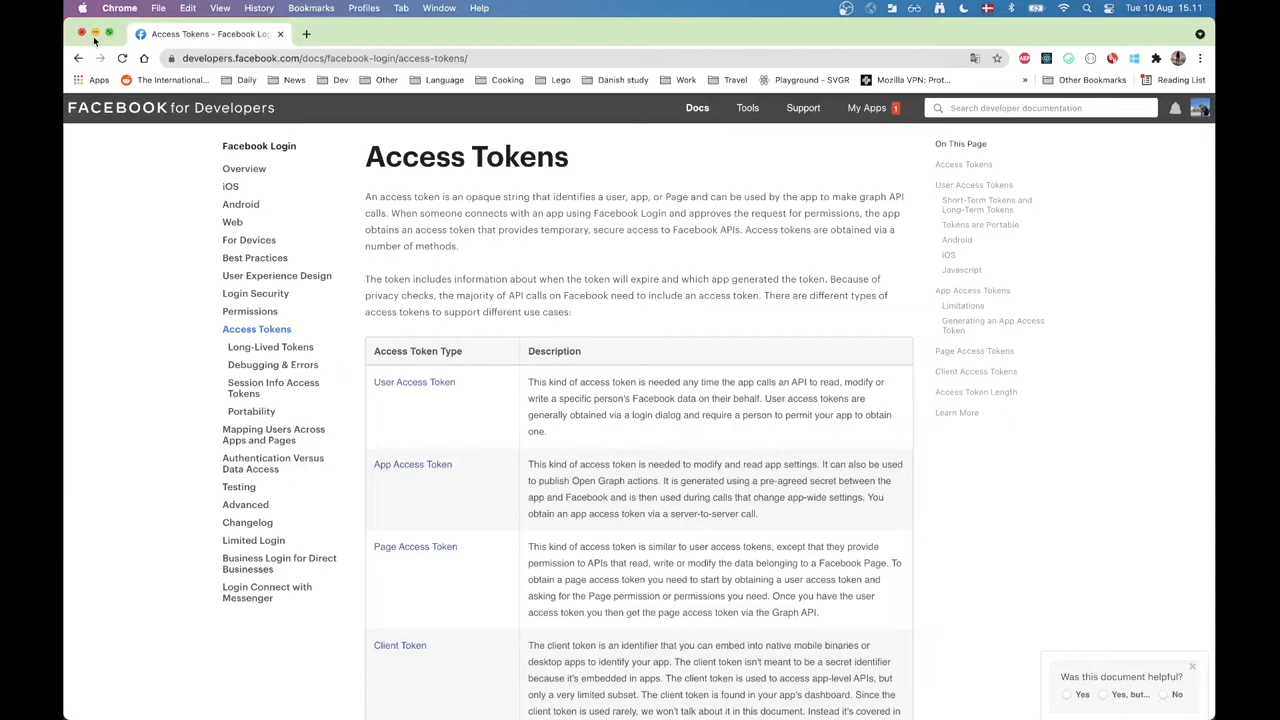 Chrome File Edit View History Bookmarks Profiles Tab Window Help Tue 10 Aug 15.11
Access Tokens - Facebook Log
developers.facebook.com/docs/facebook-login/access-tokens/
Apps The International... Daily News Dev Other Language Cooking Lego Danish study Work Travel Playground - SVGR Mozilla VPN: Prot... » Other Bookmarks Reading List
FACEBOOK for Developers Docs Tools Support My Apps 1 Search developer documentation
Facebook Login
Overview
iOS
Android
Web
For Devices
Best Practices
User Experience Design
Login Security
Permissions
Access Tokens
Long-Lived Tokens
Debugging & Errors
Session Info Access
Tokens
Portability
Mapping Users Across
Apps and Pages
Authentication Versus
Data Access
Testing
Advanced
Changelog
Limited Login
Business Login for Direct
Businesses
Login Connect with
Messenger
Access Tokens
An access token is an opaque string that identifies a user, app, or Page and can be used by the app to make graph API
calls. When someone connects with an app using Facebook Login and approves the request for permissions, the app
obtains an access token that provides temporary, secure access to Facebook APIs. Access tokens are obtained via a
number of methods.
The token includes information about when the token will expire and which app generated the token. Because of
privacy checks, the majority of API calls on Facebook need to include an access token. There are different types of
access tokens to support different use cases:
Access Token Type Description
User Access Token
This kind of access token is needed any time the app calls an API to read, modify or
write a specific person's Facebook data on their behalf. User access tokens are
generally obtained via a login dialog and require a person to permit your app to obtain
one.
App Access Token
This kind of access token is needed to modify and read app settings. It can also be used
to publish Open Graph actions. It is generated using a pre-agreed secret between the
app and Facebook and is then used during calls that change app-wide settings. You
obtain an app access token via a server-to-server call.
Page Access Token
This kind of access token is similar to user access tokens, except that they provide
permission to APIs that read, write or modify the data belonging to a Facebook Page. To
obtain a page access token you need to start by obtaining a user access token and
asking for the Page permission or permissions you need. Once you have the user
access token you then get the page access token via the Graph API.
Client Token
The client token is an identifier that you can embed into native mobile binaries or
desktop apps to identify your app. The client token isn't meant to be a secret identifier
because it's embedded in apps. The client token is used to access app-level APIs, but
only a very limited subset. The client token is found in your app's dashboard. Since the
client token is used rarely, we won't talk about it in this document. Instead it's covered in
On This Page
Access Tokens
User Access Tokens
Short-Term Tokens and
Long-Term Tokens
Tokens are Portable
Android
iOS
Javascript
App Access Tokens
Limitations
Generating an App Access
Token
Page Access Tokens
Client Access Tokens
Access Token Length
Learn More
Was this document helpful?
Yes Yes, but... No